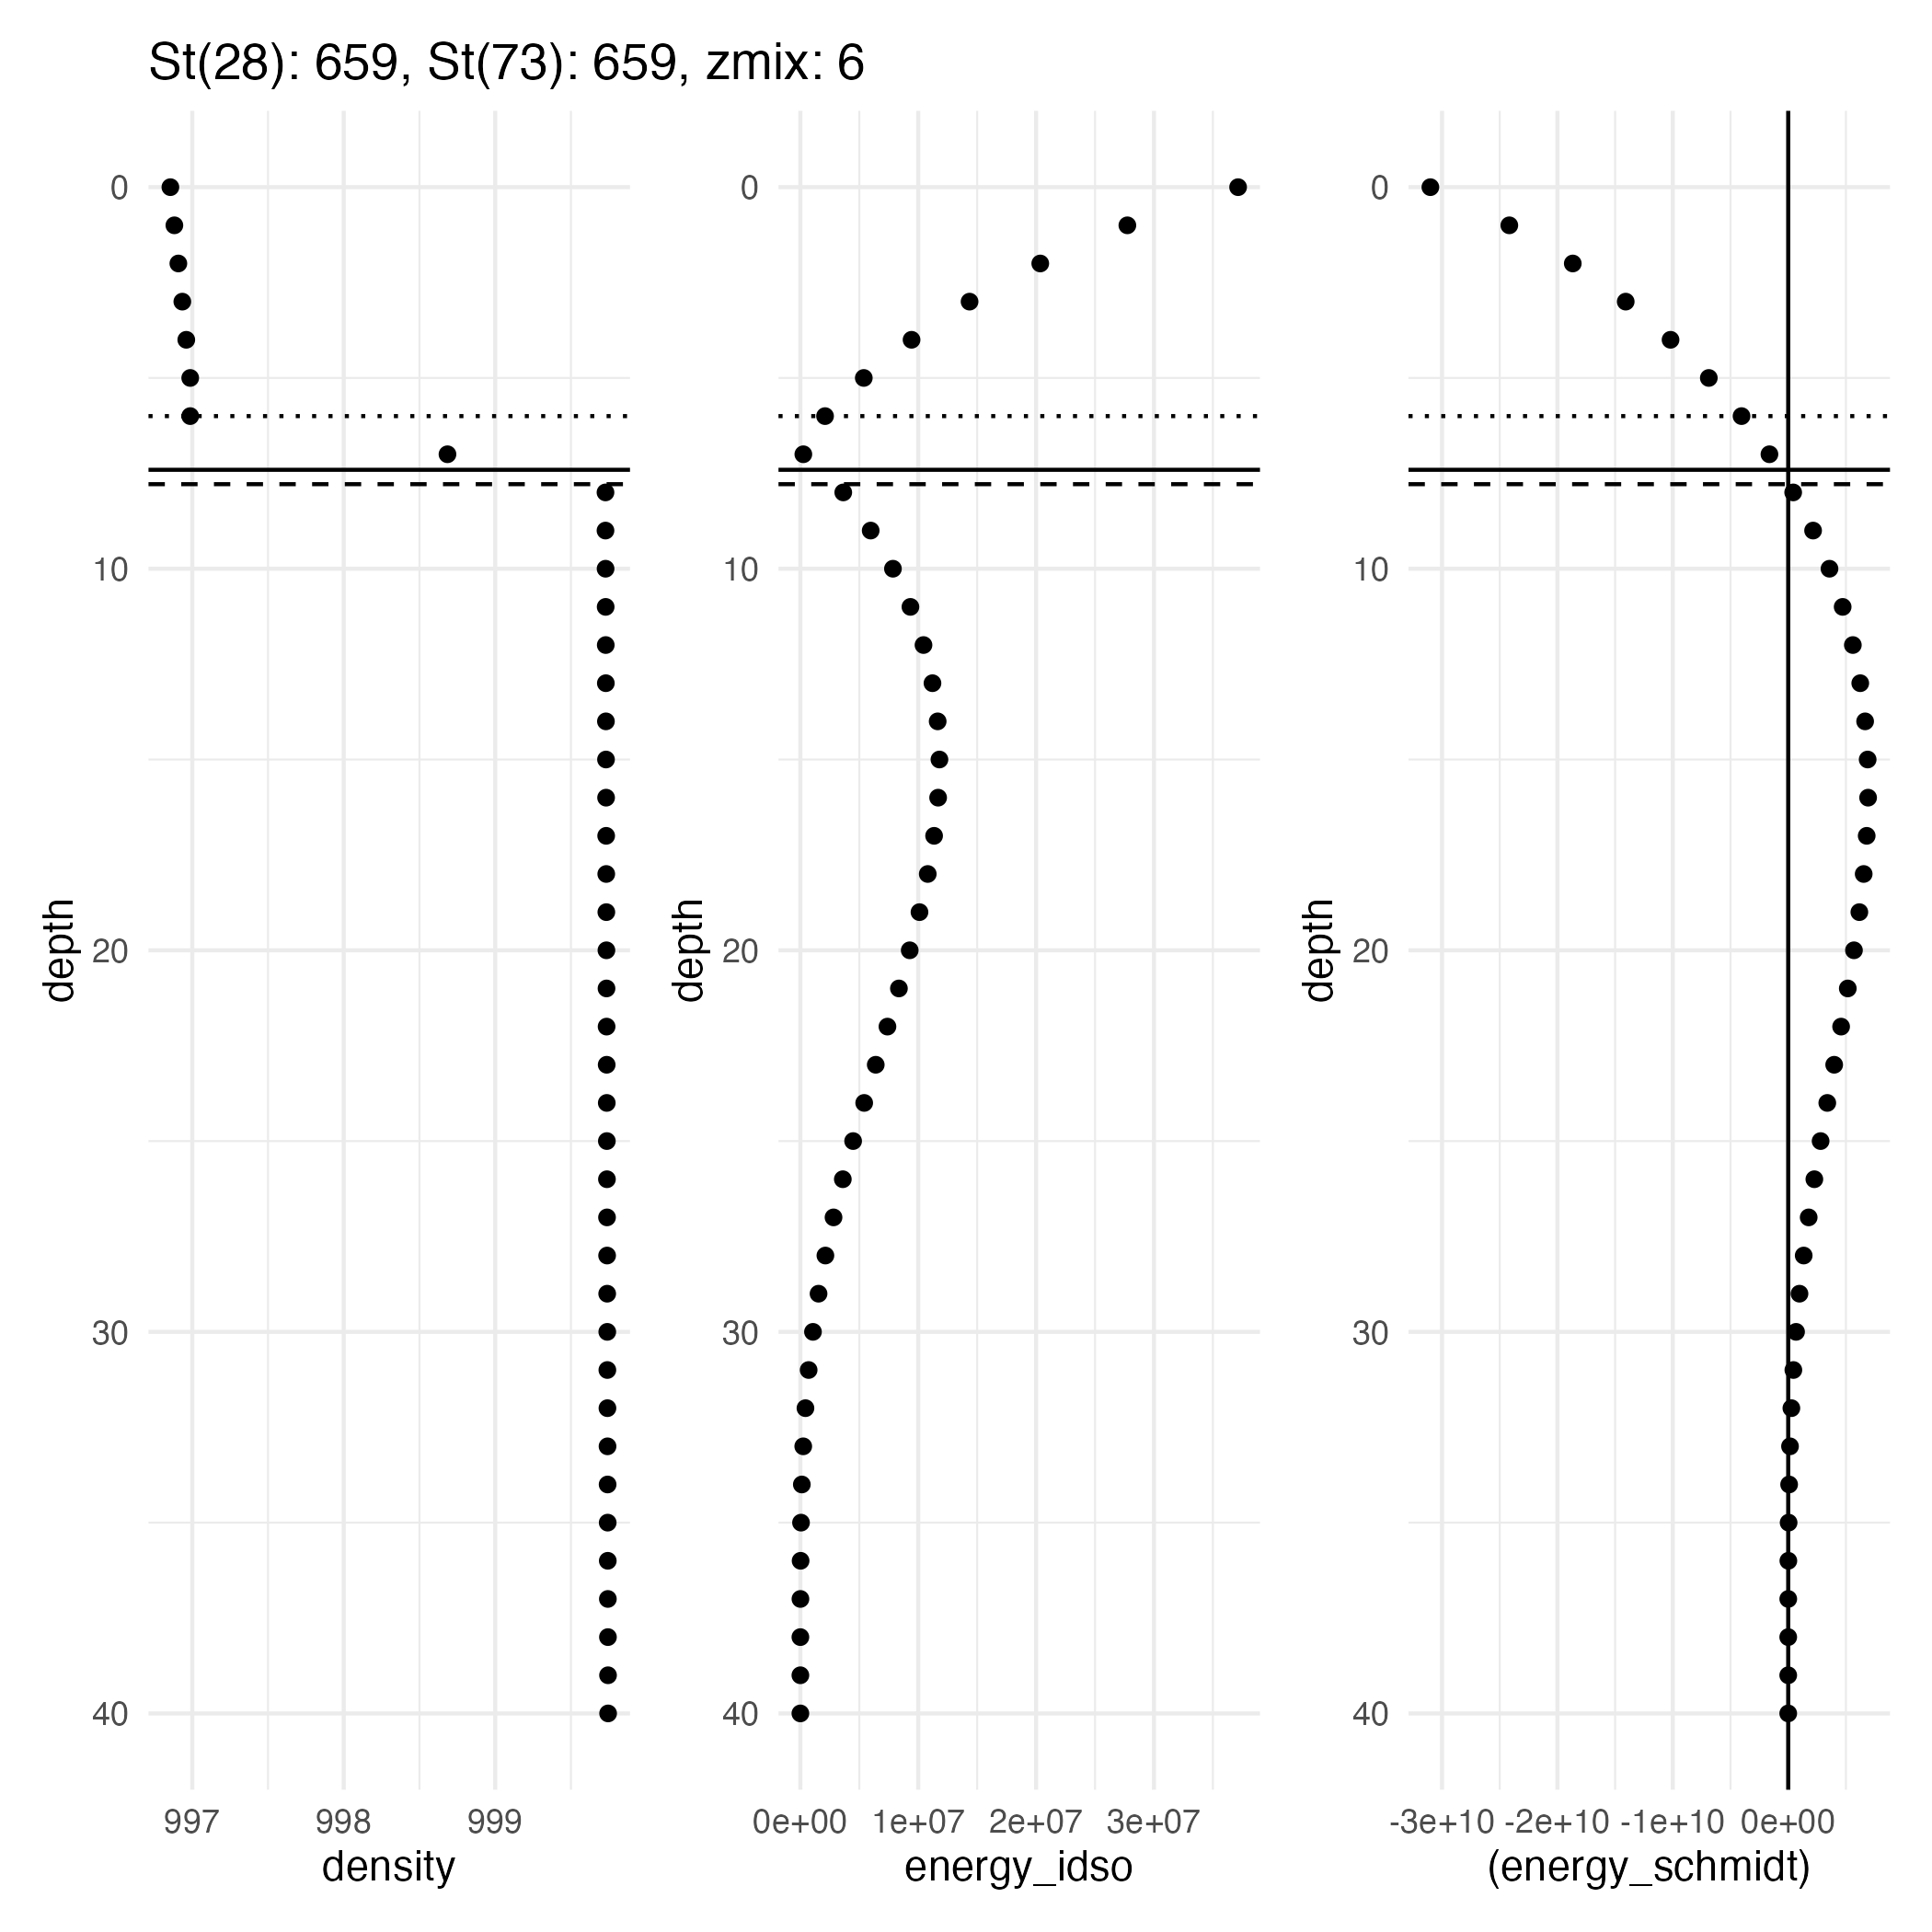 St(28): 659, St(73): 659, zmix: 6
depth
0
10
20
30
40
997 998 999
density
depth
0
10
20
30
40
0e+00 1e+07 2e+07 3e+07
energy_idso
depth
0
10
20
30
40
-3e+10 -2e+10 -1e+10 0e+00
(energy_schmidt)